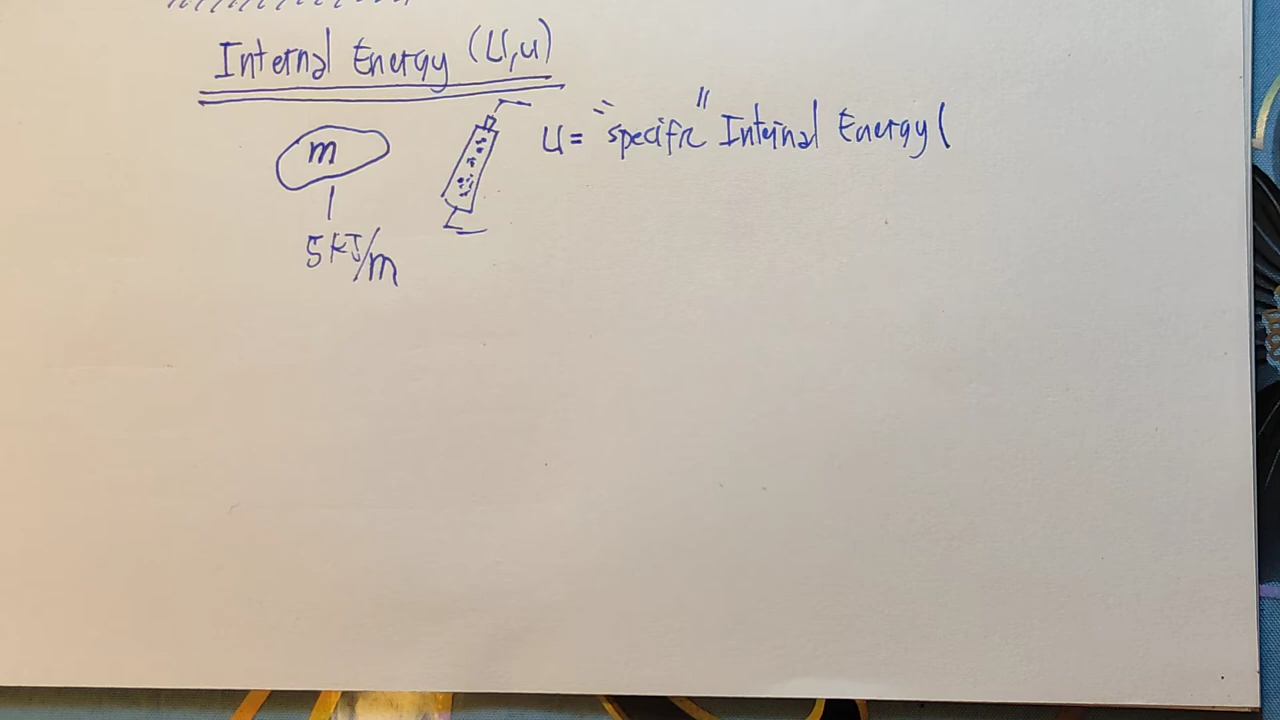 Internal Energy (U,u)
m
5 kJ/m
u = "specific" Internal Energy (